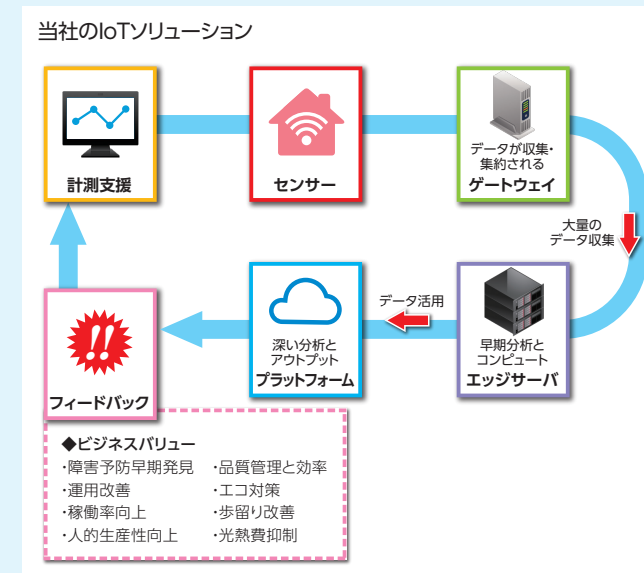 当社のIoTソリューション
計測支援
センサー
データが収集・
集約される
ゲートウェイ
大量の
データ収集
早期分析と
コンピュート
エッジサーバ
データ活用
深い分析と
アウトプット
プラットフォーム
!!
フィードバック
◆ビジネスバリュー
・障害予防早期発見 ・品質管理と効率
・運用改善 ・エコ対策
・稼働率向上 ・歩留り改善
・人的生産性向上 ・光熱費抑制